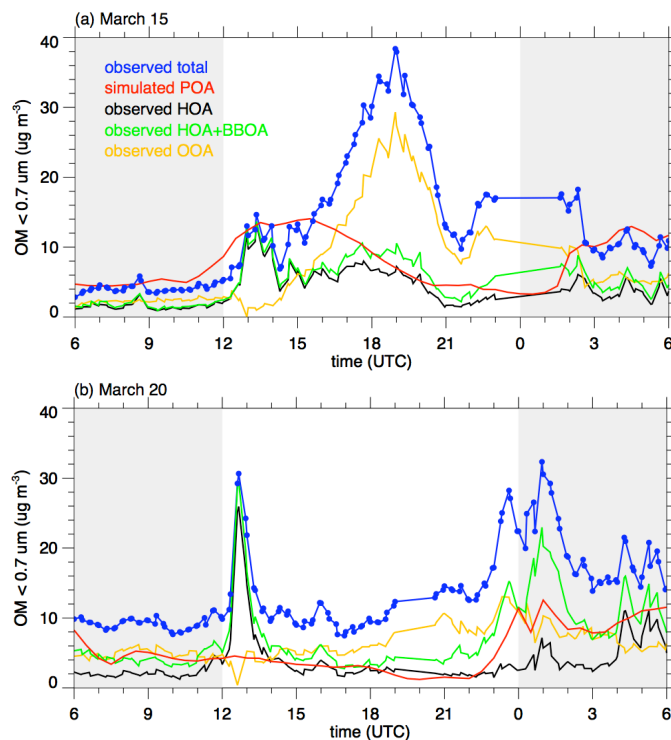 (a) March 15
40
30
20
10
0
OM < 0.7 um (ug m⁻³)
observed total
simulated POA
observed HOA
observed HOA+BBOA
observed OOA
6 9 12 15 18 21 0 3 6
time (UTC)
(b) March 20
40
30
20
10
0
OM < 0.7 um (ug m⁻³)
6 9 12 15 18 21 0 3 6
time (UTC)